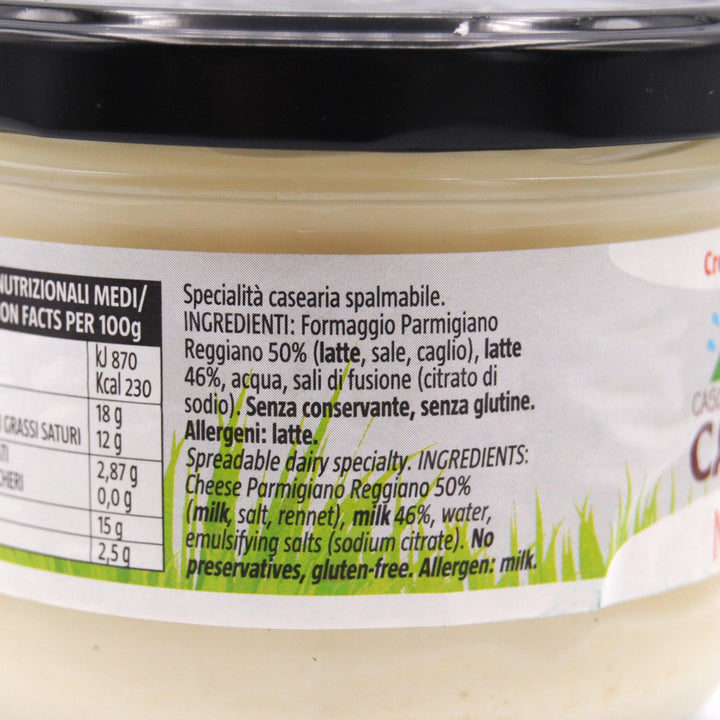 NUTRIZIONALI MEDI/
ON FACTS PER 100g
kJ 870
Kcal 230
18 g
GRASSI SATURI 12 g
2,87 g
0,0 g
15 g
2,5 g
Specialità casearia spalmabile.
INGREDIENTI: Formaggio Parmigiano
Reggiano 50% (latte, sale, caglio), latte
46%, acqua, sali di fusione (citrato di
sodio). Senza conservante, senza glutine.
Allergeni: latte.
Spreadable dairy specialty. INGREDIENTS:
Cheese Parmigiano Reggiano 50%
(milk, salt, rennet), milk 46%, water,
emulsifying salts (sodium citrate). No
preservatives, gluten-free. Allergen: milk.